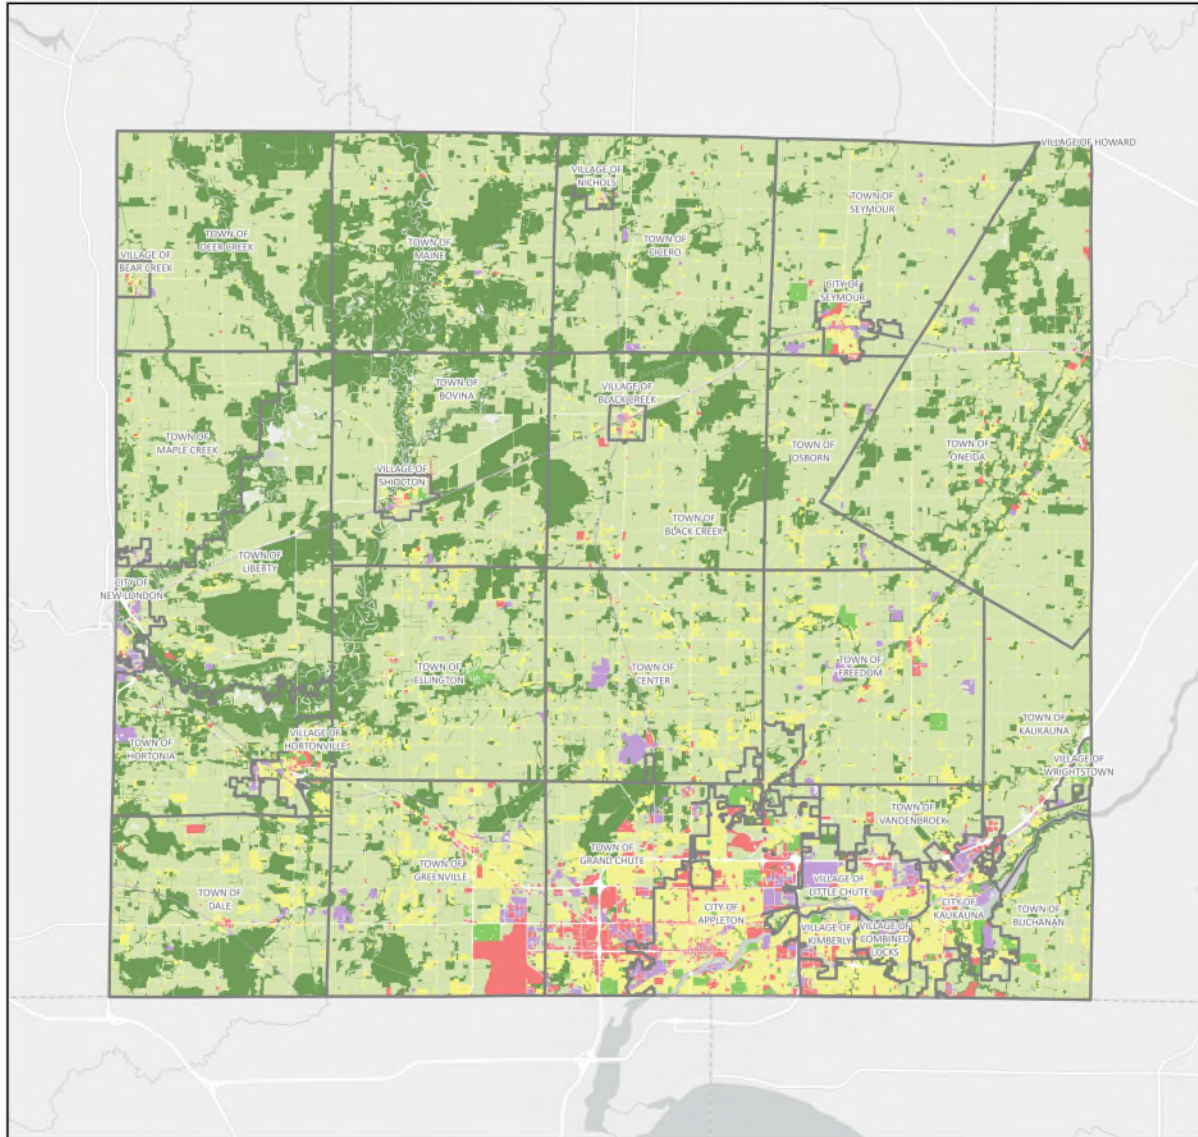 VILLAGE OF HOWARD
VILLAGE OF
NICHOLS
TOWN OF
SEYMOUR
TOWN OF
DEER CREEK
TOWN OF
MAINE
TOWN OF
CICERO
VILLAGE OF
BEAR CREEK
CITY OF
SEYMOUR
TOWN OF
BOVINA
VILLAGE OF
BLACK CREEK
TOWN OF
MAPLE CREEK
TOWN OF
OSBORN
TOWN OF
ONEIDA
VILLAGE OF
SHIOCTON
TOWN OF
BLACK CREEK
TOWN OF
LIBERTY
CITY OF
NEW LONDON
TOWN OF
ELLINGTON
TOWN OF
CENTER
TOWN OF
FREEDOM
TOWN OF
KAUKAUNA
VILLAGE OF
HORTONVILLE
TOWN OF
HORTONIA
VILLAGE OF
WRIGHTSTOWN
TOWN OF
VANDENBROEK
TOWN OF
GRAND CHUTE
TOWN OF
GREENVILLE
VILLAGE OF
LITTLE CHUTE
TOWN OF
DALE
CITY OF
APPLETON
CITY OF
KAUKAUNA
TOWN OF
BUCHANAN
VILLAGE OF
KIMBERLY
VILLAGE OF
COMBINED
LOCKS